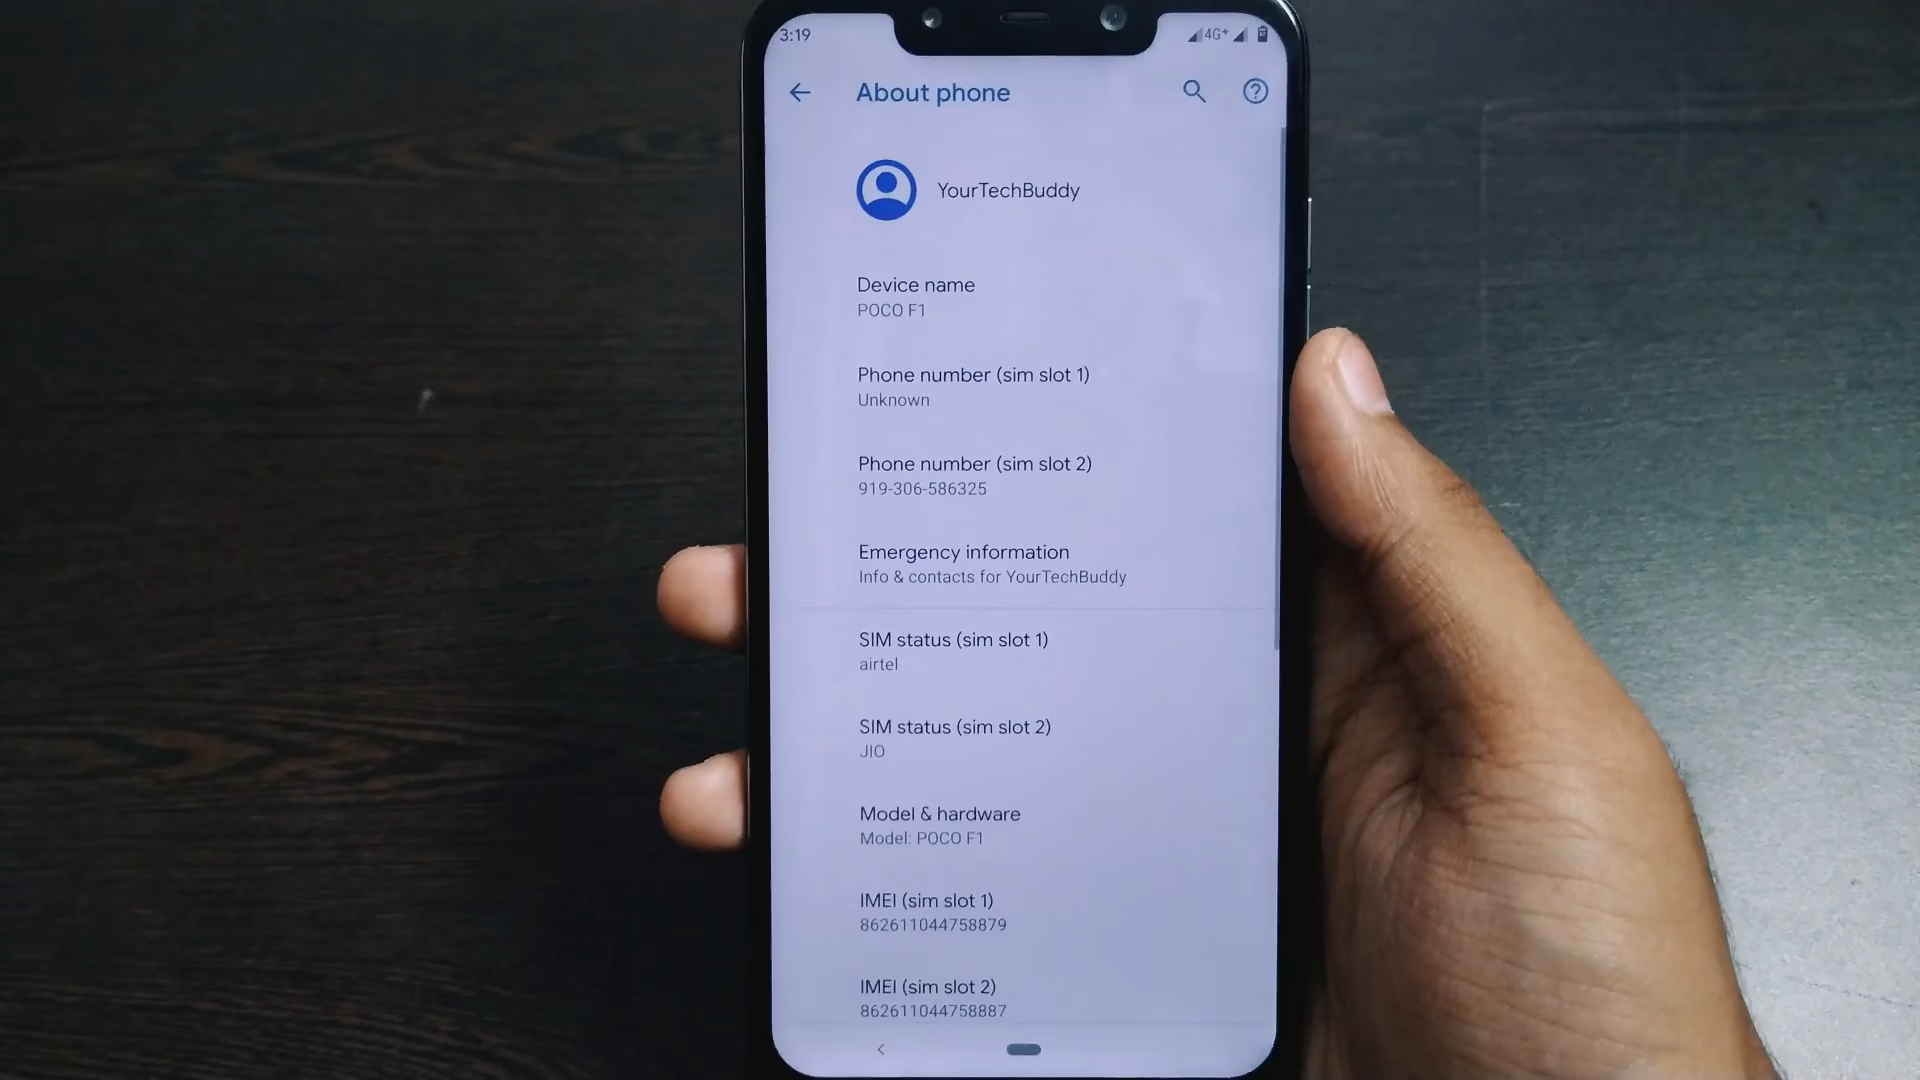 3:19
4G+
About phone
YourTechBuddy
Device name
POCO F1
Phone number (sim slot 1)
Unknown
Phone number (sim slot 2)
919-306-586325
Emergency information
Info & contacts for YourTechBuddy
SIM status (sim slot 1)
airtel
SIM status (sim slot 2)
JIO
Model & hardware
Model: POCO F1
IMEI (sim slot 1)
862611044758879
IMEI (sim slot 2)
862611044758887